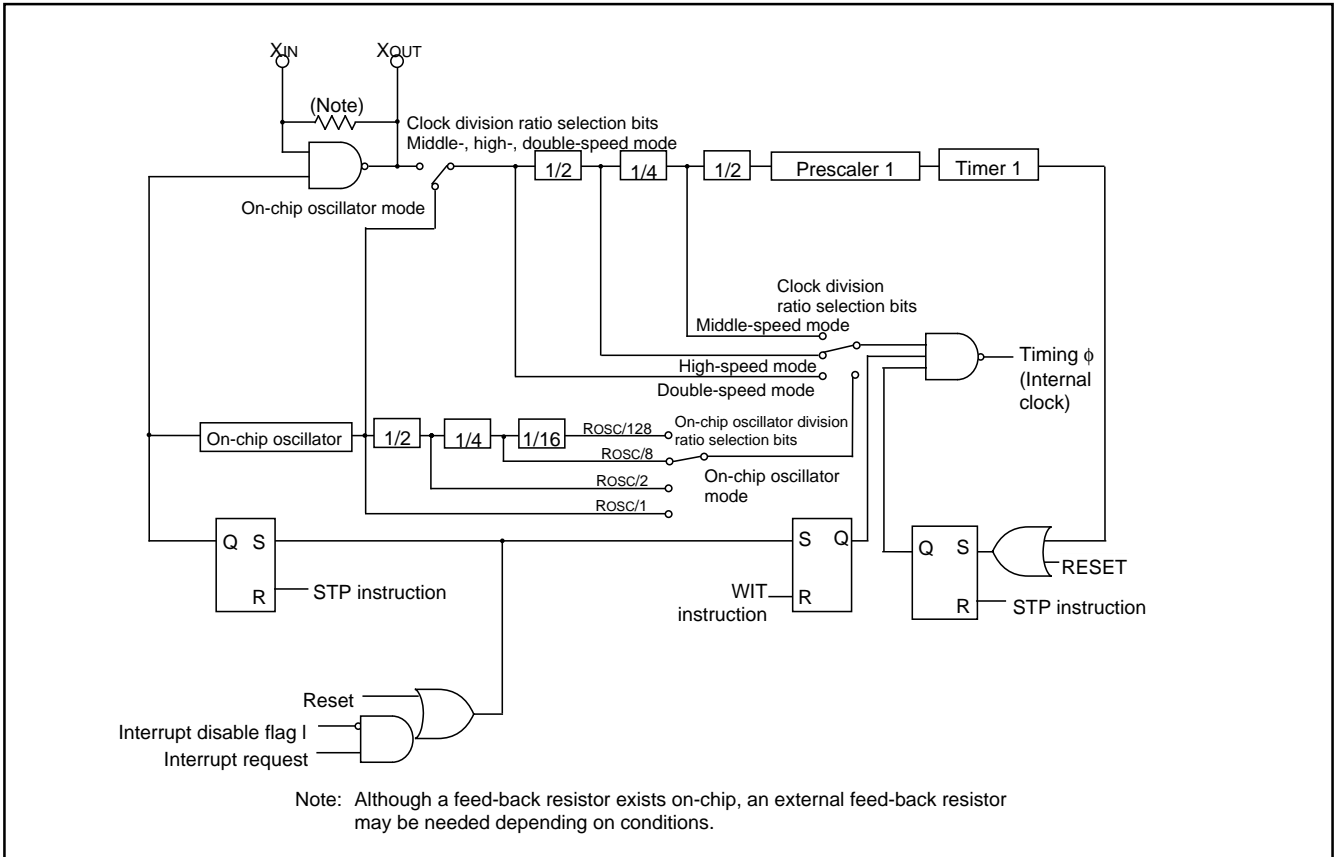 XIN XOUT
(Note)
Clock division ratio selection bits
Middle-, high-, double-speed mode
1/2 1/4 1/2 Prescaler 1 Timer 1
On-chip oscillator mode
Clock division
ratio selection bits
Middle-speed mode
High-speed mode
Double-speed mode
Timing ϕ
(Internal
clock)
On-chip oscillator 1/2 1/4 1/16 ROSC/128
On-chip oscillator division
ratio selection bits
ROSC/8
On-chip oscillator
mode
ROSC/2
ROSC/1
Q S
R
STP instruction
S Q
R
WIT
instruction
Q S
R
RESET
STP instruction
Reset
Interrupt disable flag l
Interrupt request
Note: Although a feed-back resistor exists on-chip, an external feed-back resistor
may be needed depending on conditions.